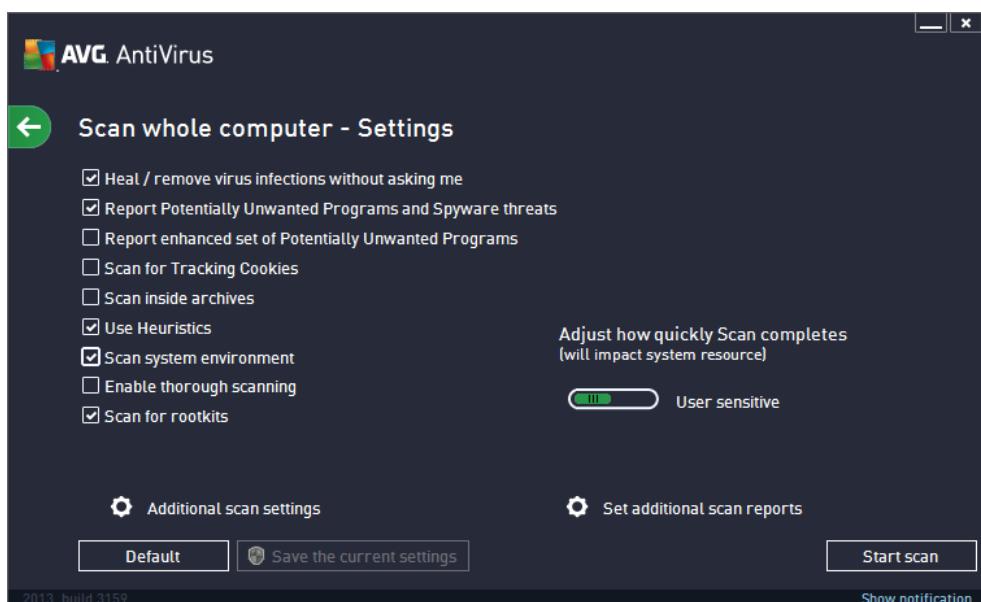 AVG. AntiVirus
Scan whole computer - Settings
Heal / remove virus infections without asking me
Report Potentially Unwanted Programs and Spyware threats
Report enhanced set of Potentially Unwanted Programs
Scan for Tracking Cookies
Scan inside archives
Use Heuristics
Scan system environment
Enable thorough scanning
Scan for rootkits
Adjust how quickly Scan completes
(will impact system resource)
User sensitive
Additional scan settings
Set additional scan reports
Default
Save the current settings
Start scan
2013 build 3159
Show notification